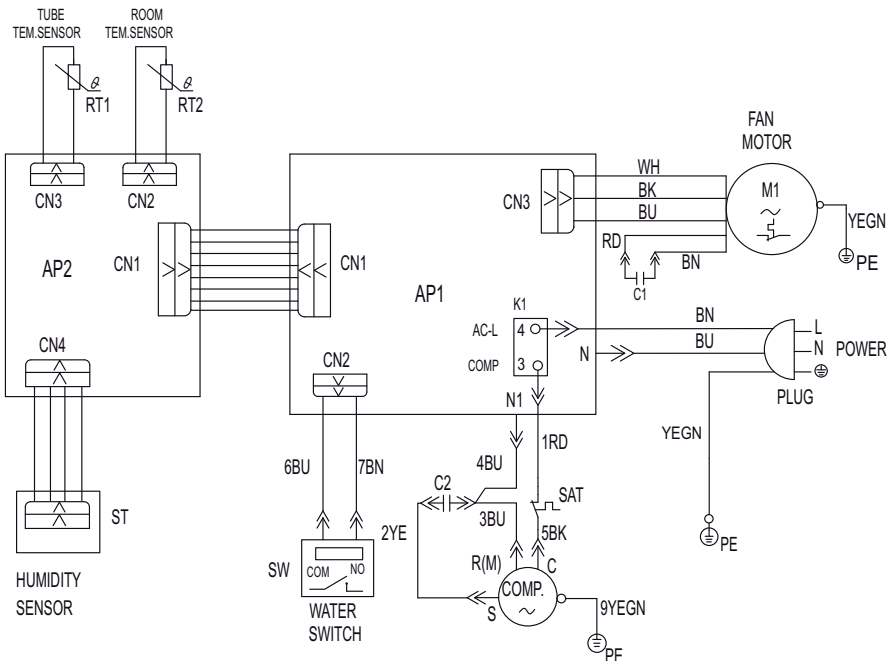 TUBE
TEM.SENSOR
ROOM
TEM.SENSOR
θ
RT1
θ
RT2
CN3
CN2
AP2
CN1
CN1
AP1
CN4
ST
HUMIDITY
SENSOR
CN2
6BU
7BN
SW
COM
NO
WATER
SWITCH
CN3
WH
BK
BU
RD
BN
C1
FAN
MOTOR
M1
YEGN
PE
K1
AC-L
4
COMP
3
N
BN
BU
L
N
POWER
PLUG
YEGN
PE
N1
1RD
4BU
C2
3BU
SAT
5BK
2YE
R(M)
C
COMP.
S
9YEGN
PE